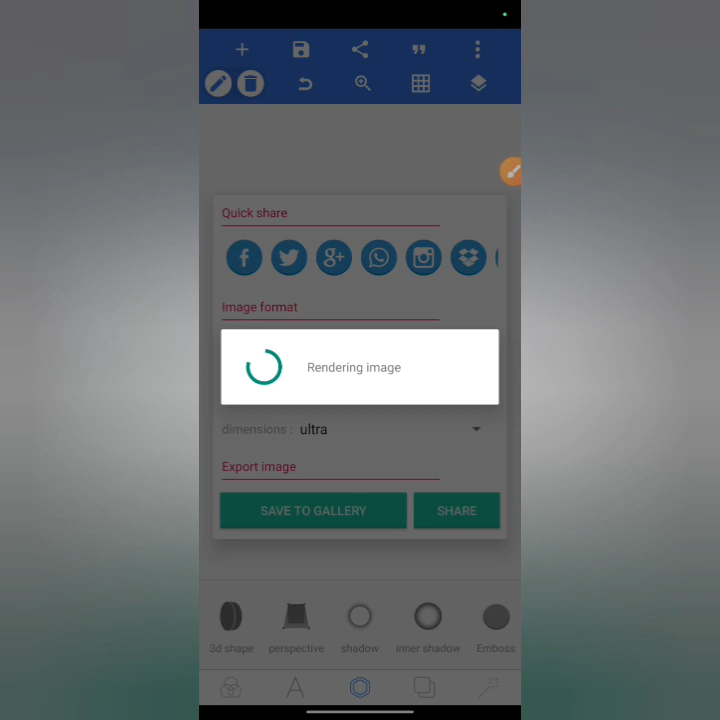 Quick share
Image format
Rendering image
dimensions : ultra
Export image
SAVE TO GALLERY SHARE
3d shape perspective shadow inner shadow Emboss